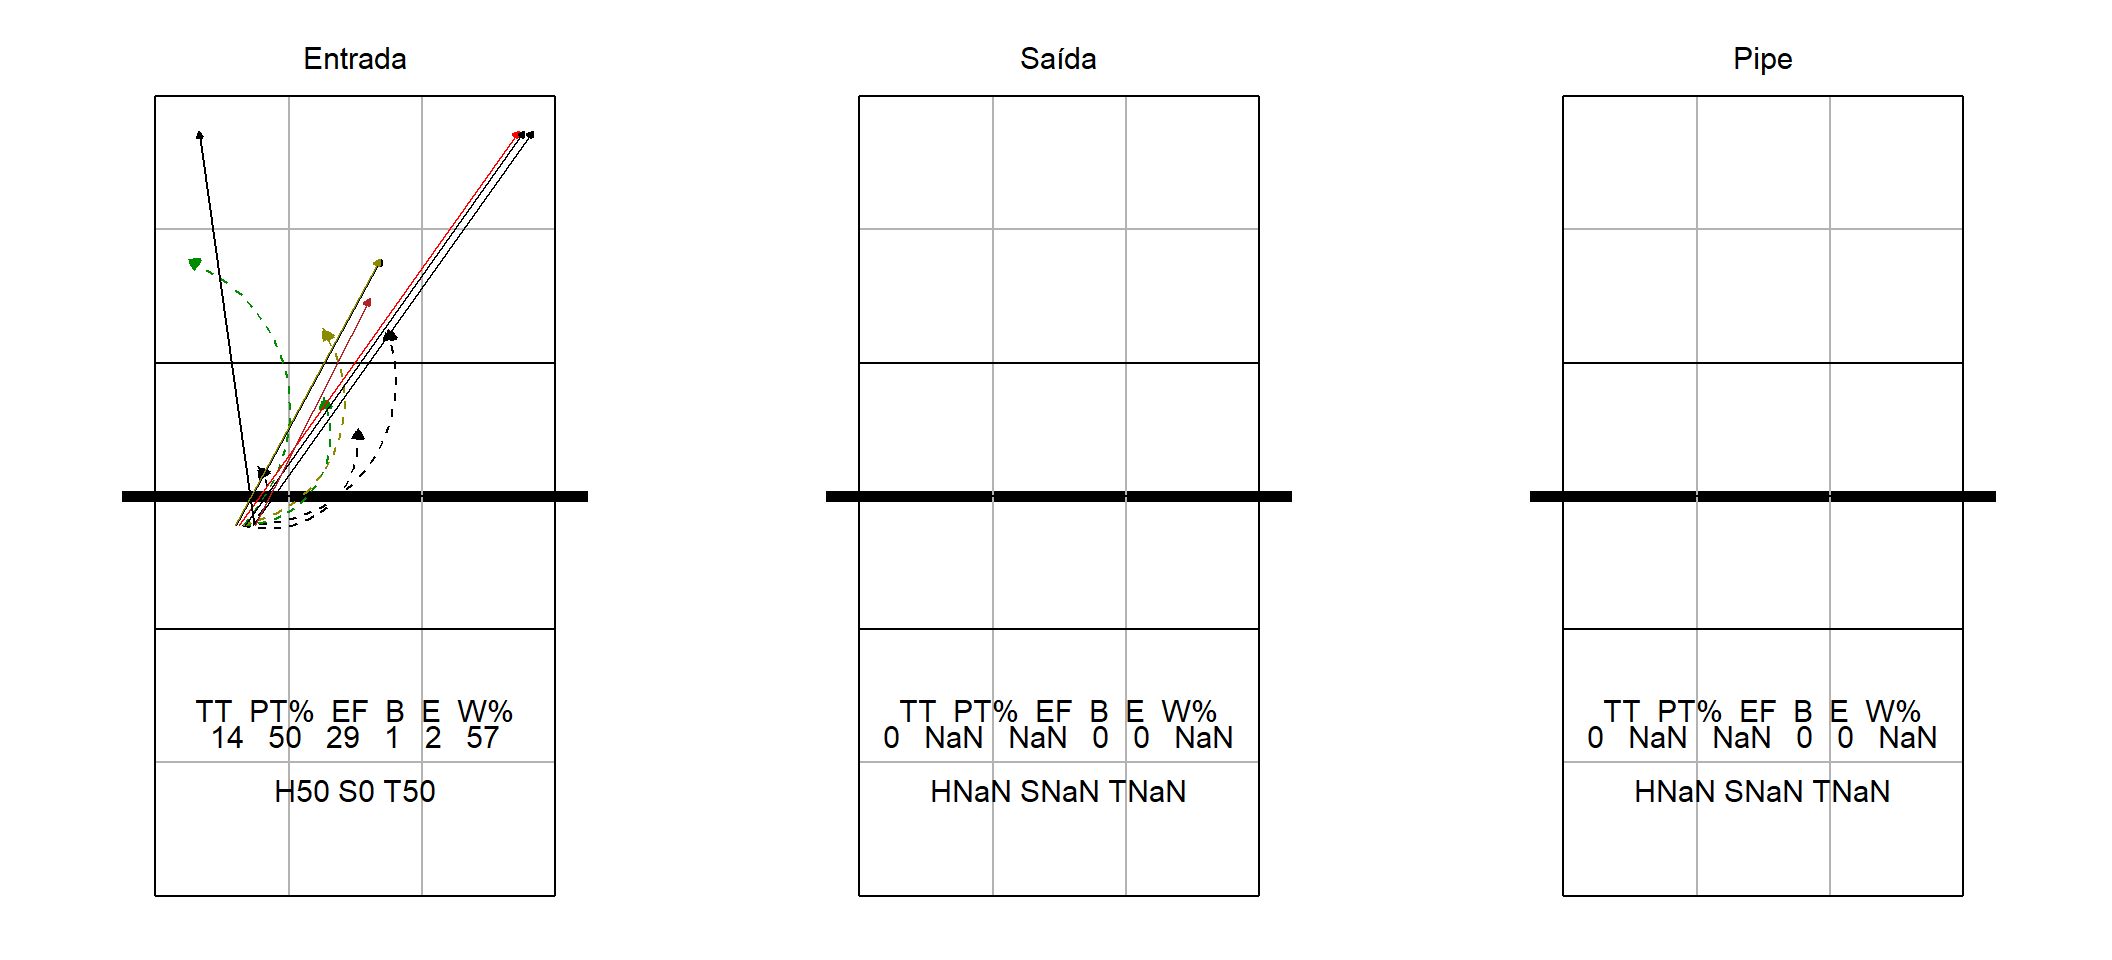 Entrada
TT PT% EF B E W%
14 50 29 1 2 57
H50 S0 T50
Saída
TT PT% EF B E W%
0 NaN NaN 0 0 NaN
HNaN SNaN TNaN
Pipe
TT PT% EF B E W%
0 NaN NaN 0 0 NaN
HNaN SNaN TNaN